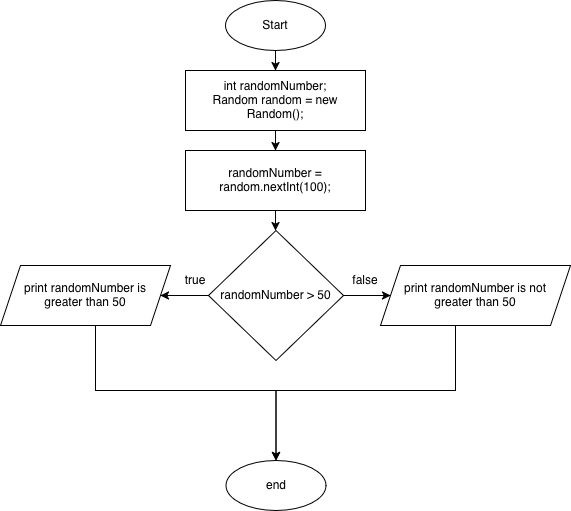 Start
int randomNumber;
Random random = new
Random();
randomNumber =
random.nextInt(100);
true
false
print randomNumber is
greater than 50
randomNumber > 50
print randomNumber is not
greater than 50
end